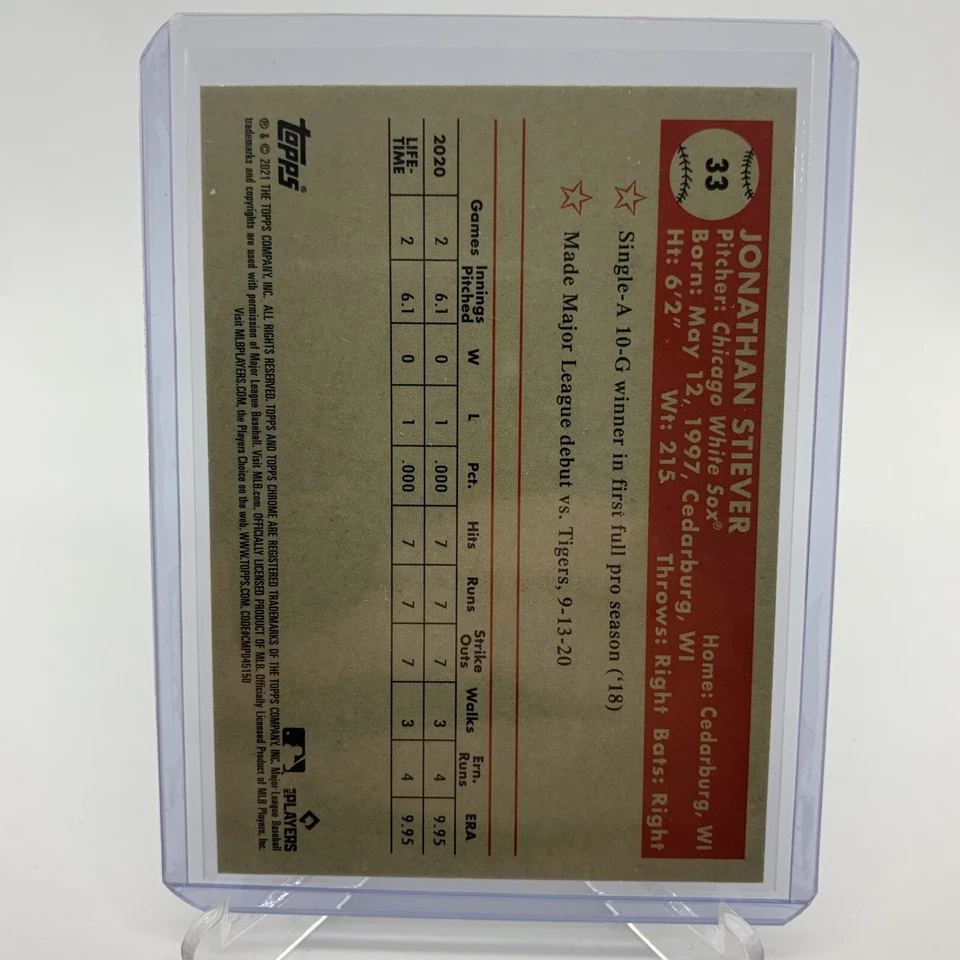 33
JONATHAN STIEVER
Pitcher: Chicago White Sox® Home: Cedarburg, WI
Born: May 12, 1997, Cedarburg, WI
Ht: 6'2" Wt: 215 Throws: Right Bats: Right
Single-A 10-G winner in first full pro season ('18)
Made Major League debut vs. Tigers, 9-13-20
Games Innings Pitched W L Pct. Hits Runs Strike Outs Walks Ern. Runs ERA
2020 2 6.1 0 1 .000 7 7 7 3 4 9.95
LIFE-TIME 2 6.1 0 1 .000 7 7 7 3 4 9.95
topps®
MLB PLAYERS
® & © 2021 THE TOPPS COMPANY, INC. ALL RIGHTS RESERVED. TOPPS AND TOPPS CHROME ARE REGISTERED TRADEMARKS OF THE TOPPS COMPANY, INC. Major League Baseball
trademarks and copyrights are used with permission of Major League Baseball. Visit MLB.com. OFFICIALLY LICENSED PRODUCT OF MLB. Officially Licensed Product of MLB Players, Inc.
Visit MLBPLAYERS.COM, the Players Choice on the web. WWW.TOPPS.COM. CODE#CMP045150